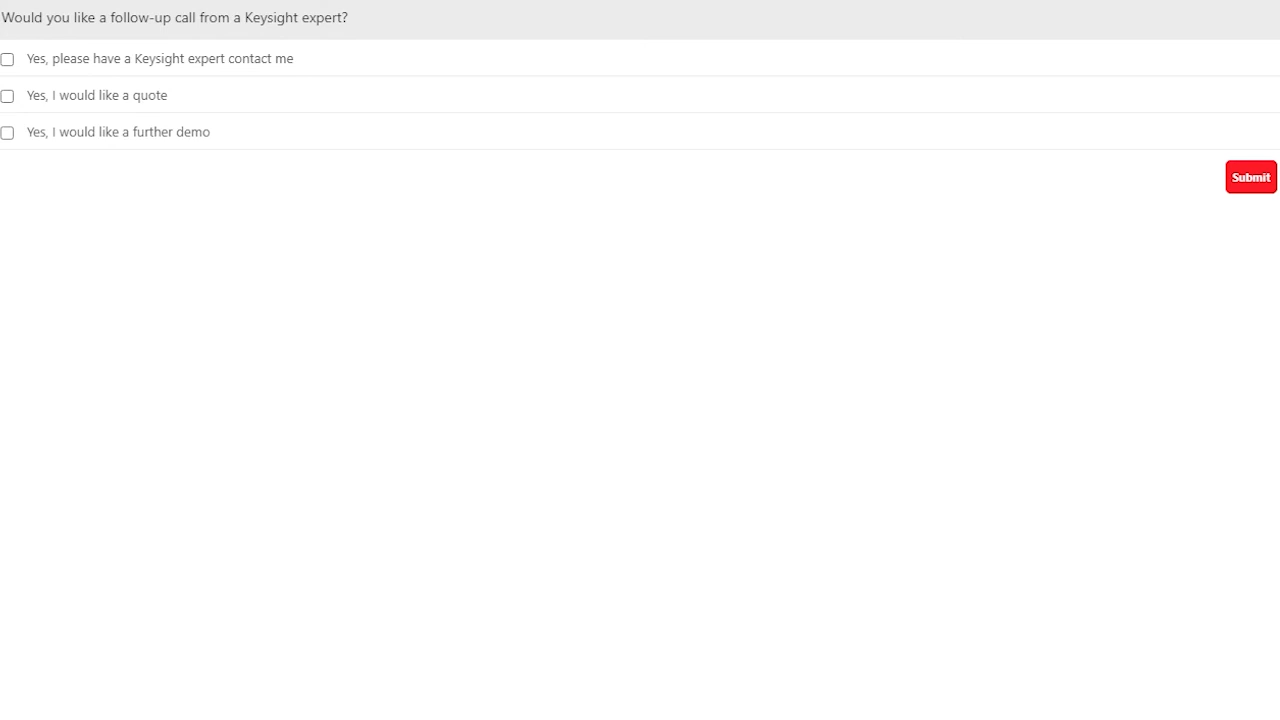 Would you like a follow-up call from a Keysight expert?
Yes, please have a Keysight expert contact me
Yes, I would like a quote
Yes, I would like a further demo
Submit